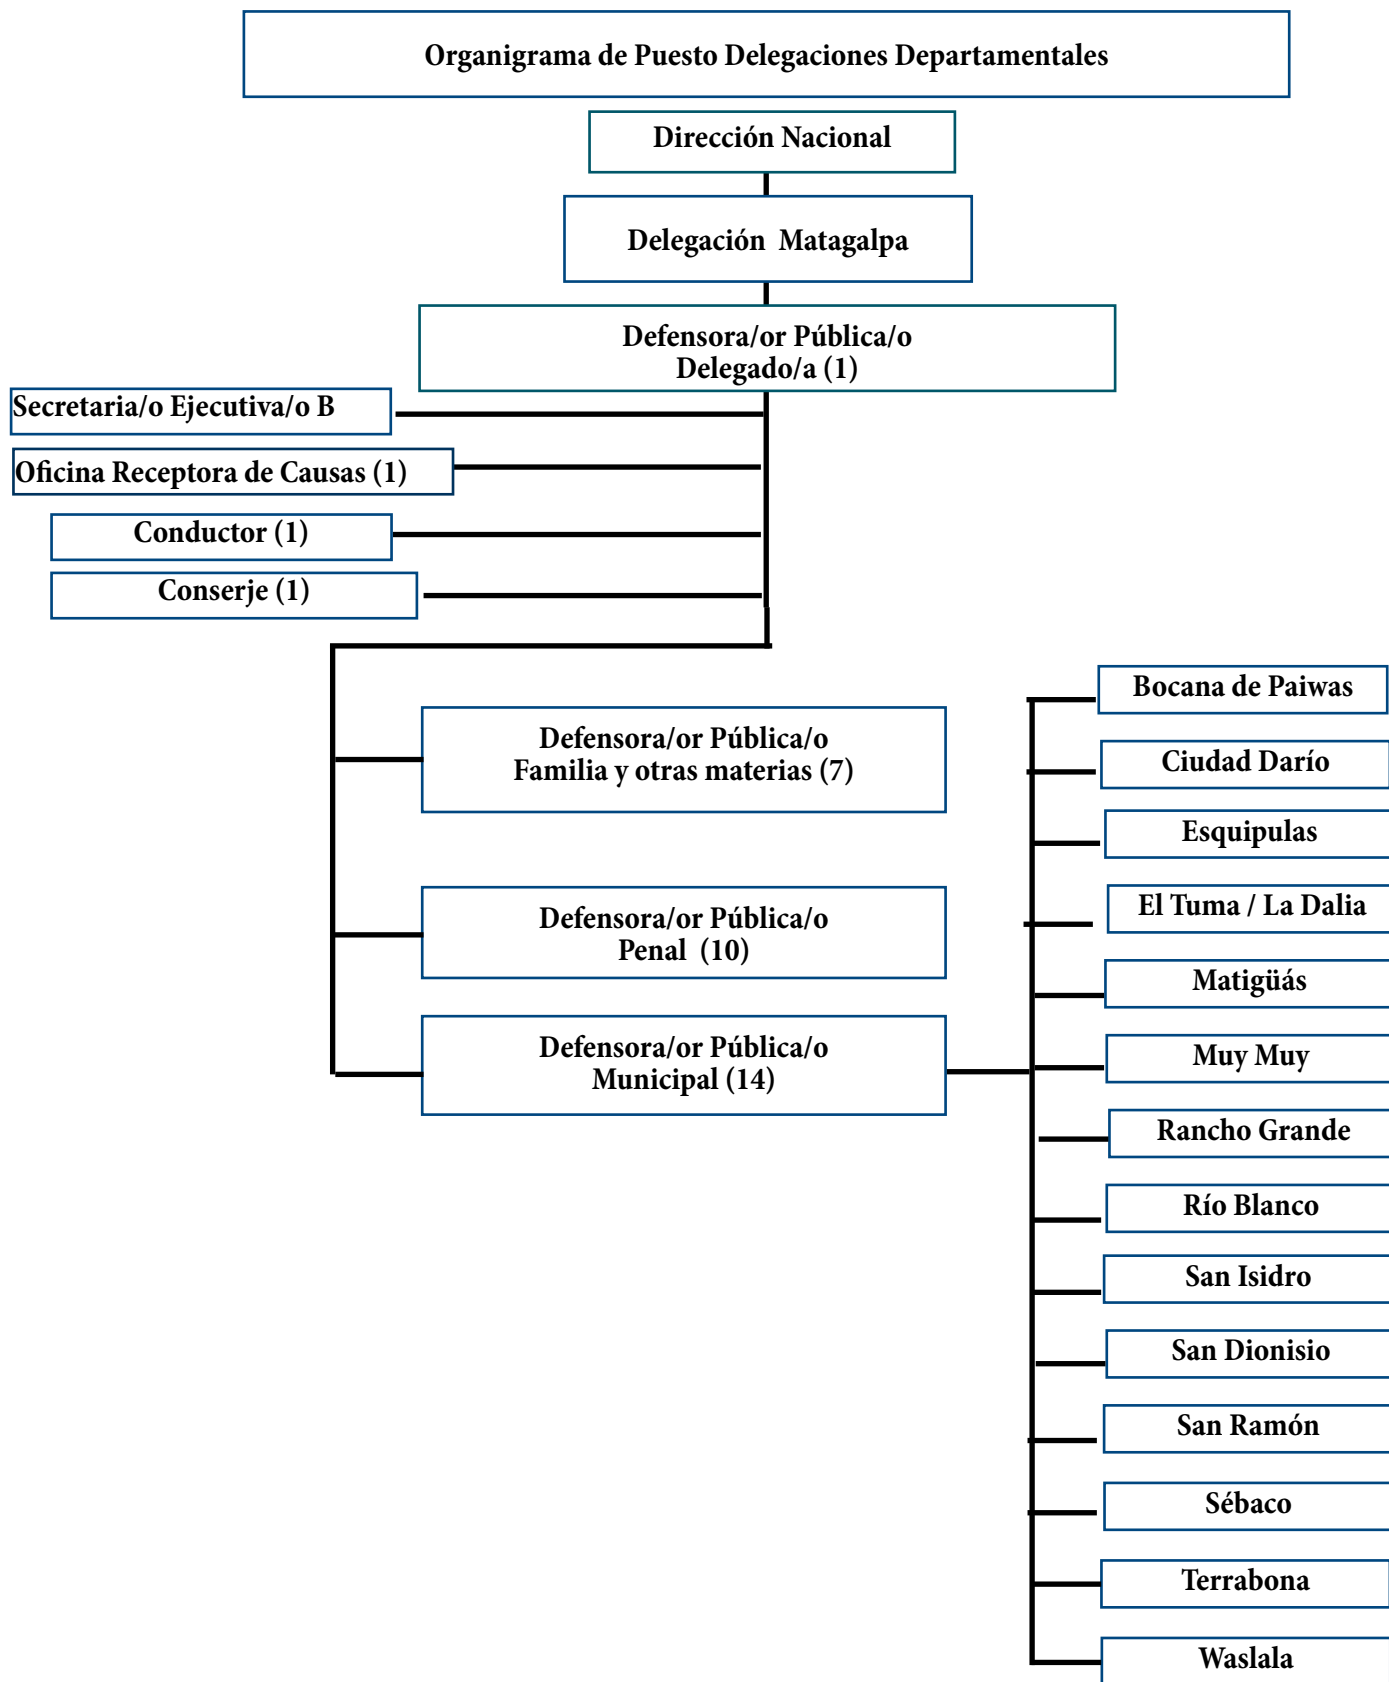 Organigrama de Puesto Delegaciones Departamentales
Dirección Nacional
Delegación  Matagalpa
Defensora/or Pública/o
Delegado/a (1)
Secretaria/o Ejecutiva/o B
Oficina Receptora de Causas (1)
Conductor (1)
Conserje (1)
Defensora/or Pública/o
Familia y otras materias (7)
Defensora/or Pública/o
Penal  (10)
Defensora/or Pública/o
Municipal (14)
Bocana de Paiwas
Ciudad Darío
Esquipulas
El Tuma / La Dalia
Matigüás
Muy Muy
Rancho Grande
Río Blanco
San Isidro
San Dionisio
San Ramón
Sébaco
Terrabona
Waslala